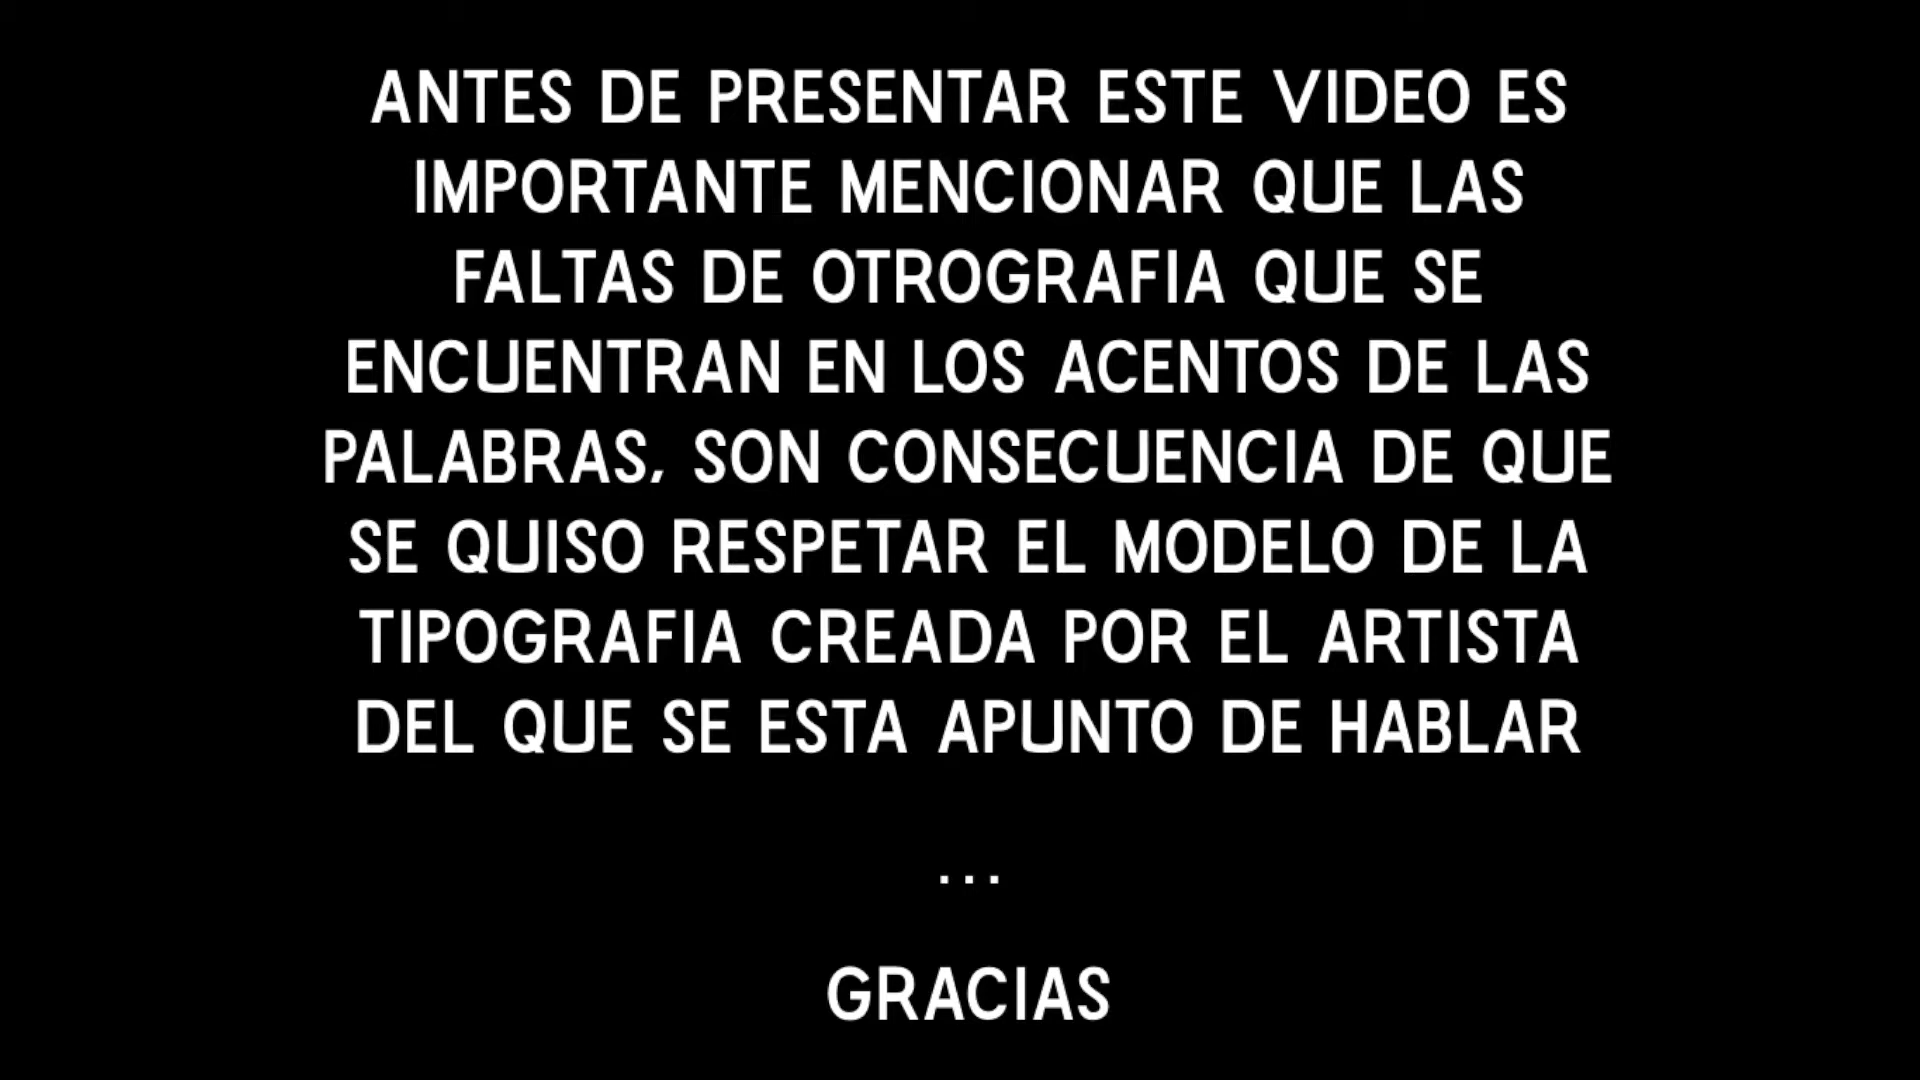 ANTES DE PRESENTAR ESTE VIDEO ES
IMPORTANTE MENCIONAR QUE LAS
FALTAS DE OTROGRAFIA QUE SE
ENCUENTRAN EN LOS ACENTOS DE LAS
PALABRAS, SON CONSECUENCIA DE QUE
SE QUISO RESPETAR EL MODELO DE LA
TIPOGRAFIA CREADA POR EL ARTISTA
DEL QUE SE ESTA APUNTO DE HABLAR
...
GRACIAS